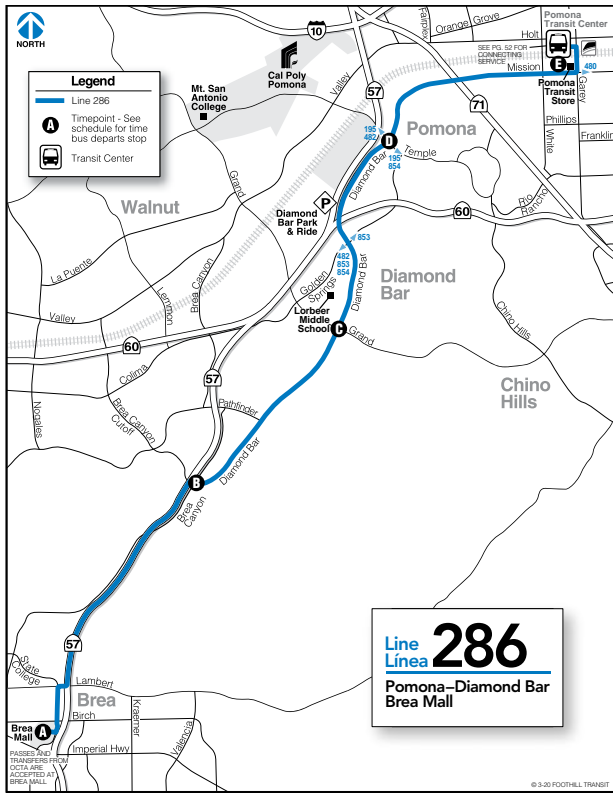 NORTH
Legend
Line 286
A
Timepoint - See
schedule for time
bus departs stop
Transit Center
Pomona
Transit Center
SEE PG. 52 FOR
CONNECTING
SERVICE
E
Pomona
Transit
Store
480
Fairplex
Orange Grove
Holt
Mission
Garey
Phillips
Franklin
White
10
Cal Poly
Pomona
Valley
57
71
Mt. San
Antonio
College
195
482
D
Pomona
Diamond Bar
Temple
195
854
Grand
Rio
Rancho
Walnut
P
Diamond
Bar Park
& Ride
60
853
482
853
854
La Puente
Brea Canyon
Golden
Springs
Diamond Bar
Diamond
Bar
Lemmon
Lorbeer
Middle
School
C
Grand
Chino Hills
Valley
60
Colima
57
Chino
Hills
Nogales
Brea Canyon
Cutoff
Pathfinder
Diamond Bar
B
Brea
Canyon
57
State
College
Lambert
Brea
Birch
Brea
Mall
A
Kraemer
Valencia
Imperial Hwy
PASSES AND
TRANSFERS FROM
OCTA ARE
ACCEPTED AT
BREA MALL
Line
Línea
286
Pomona–Diamond Bar
Brea Mall
© 3-20 FOOTHILL TRANSIT